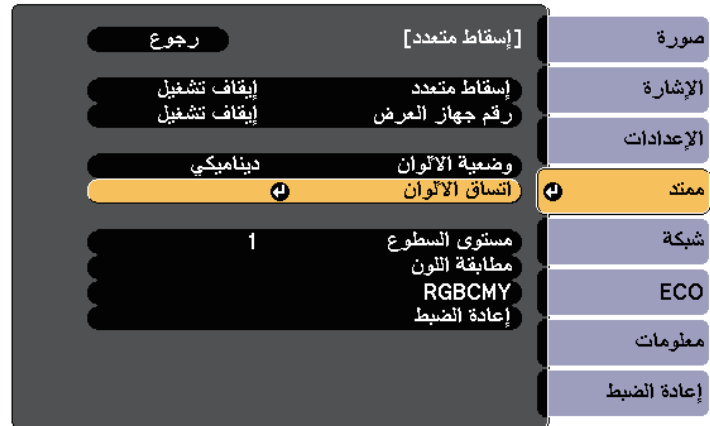 صورة
الإشارة
الإعدادات
ممتد
شبكة
ECO
معلومات
إعادة الضبط
[إسقاط متعدد] رجوع
إسقاط متعدد إيقاف تشغيل
رقم جهاز العرض إيقاف تشغيل
وضعية الألوان ديناميكي
اتساق الألوان
مستوى السطوع 1
مطابقة اللون
RGBCMY
إعادة الضبط